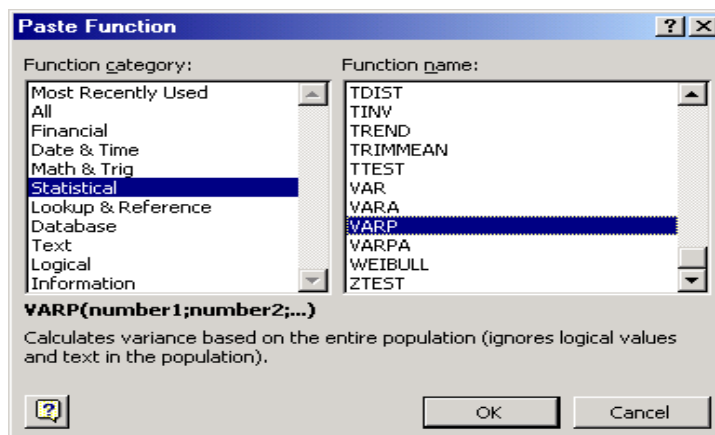 Paste Function
Function category:
Most Recently Used
All
Financial
Date & Time
Math & Trig
Statistical
Lookup & Reference
Database
Text
Logical
Information
Function name:
TDIST
TINV
TREND
TRIMMEAN
TTEST
VAR
VARA
VARP
VARPA
WEIBULL
ZTEST
VARP(number1;number2;...)
Calculates variance based on the entire population (ignores logical values
and text in the population).
OK
Cancel